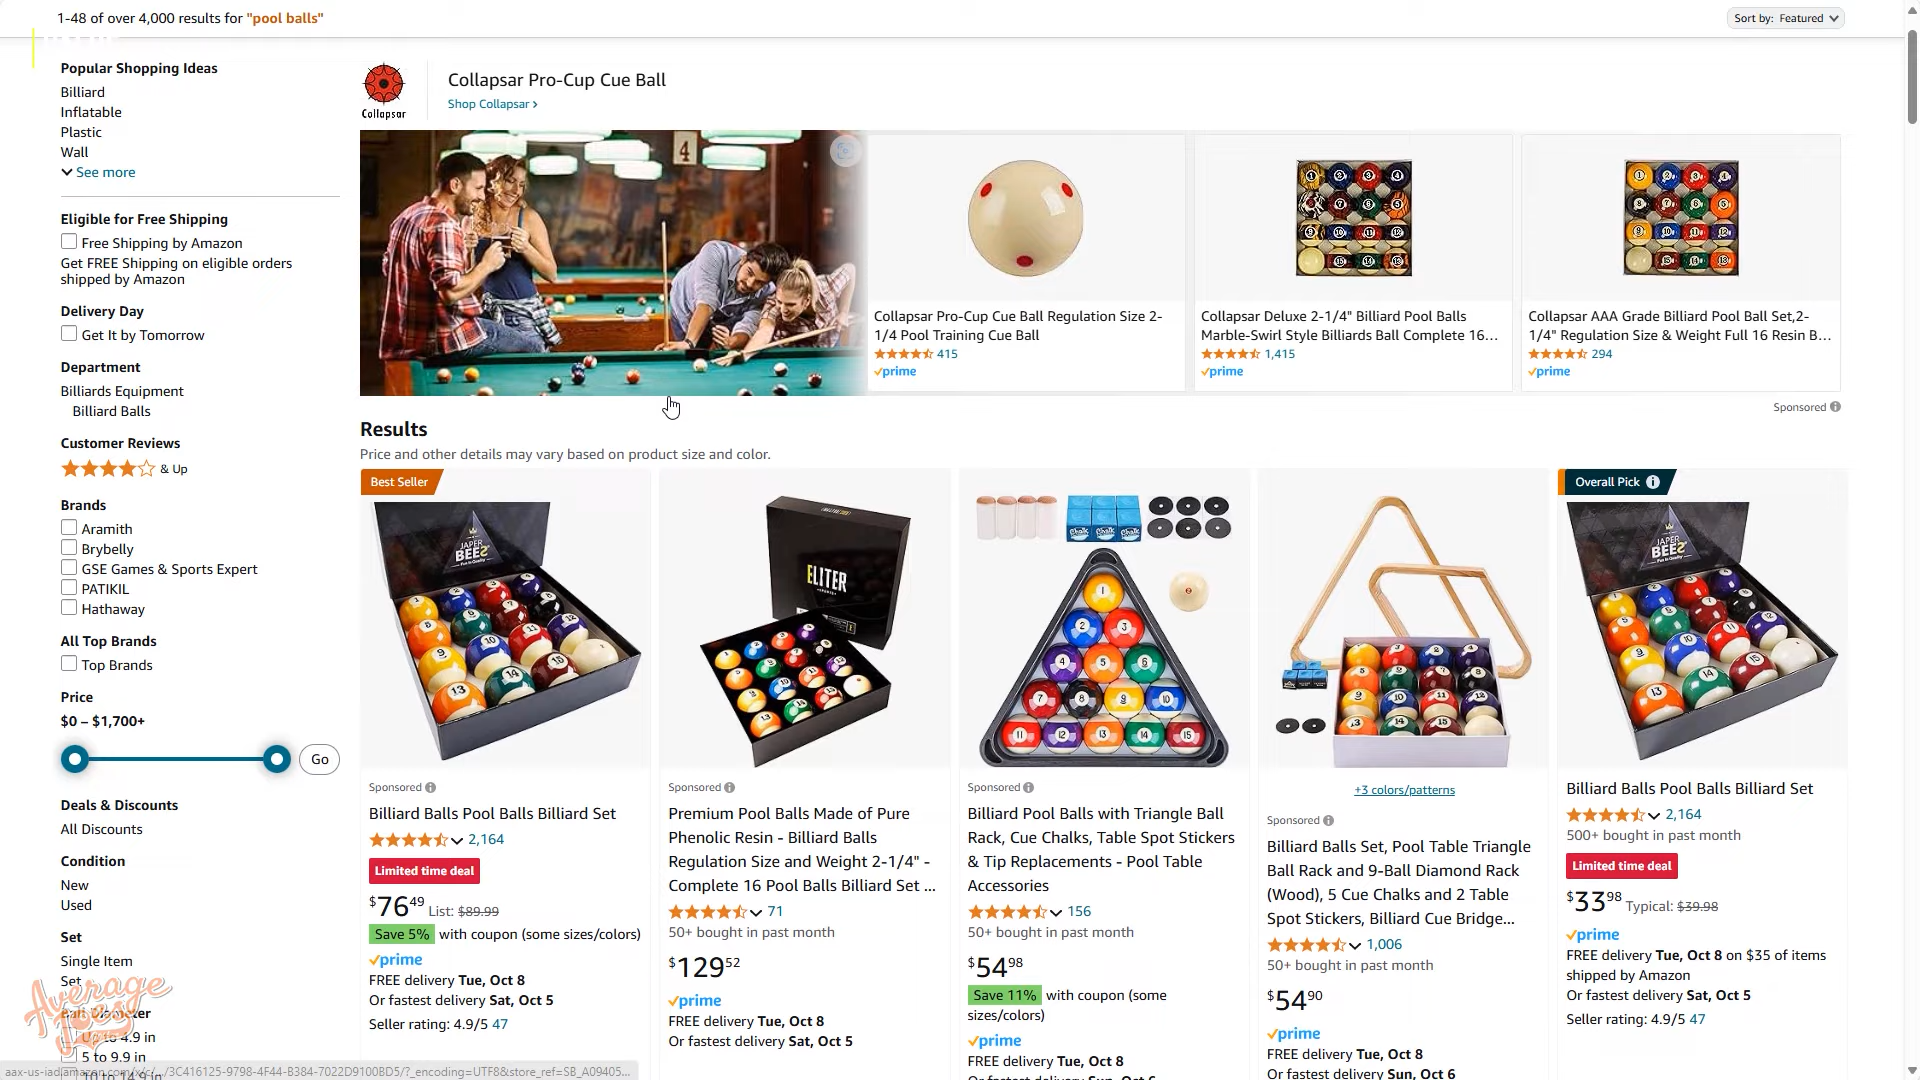 1-48 of over 4,000 results for "pool balls"
Sort by: Featured
Popular Shopping Ideas
Billiard
Inflatable
Plastic
Wall
See more
Eligible for Free Shipping
Free Shipping by Amazon
Get FREE Shipping on eligible orders
shipped by Amazon
Delivery Day
Get It by Tomorrow
Department
Billiards Equipment
Billiard Balls
Customer Reviews
& Up
Brands
Aramith
Brybelly
GSE Games & Sports Expert
PATIKIL
Hathaway
All Top Brands
Top Brands
Price
$0 – $1,700+
Go
Deals & Discounts
All Discounts
Condition
New
Used
Set
Single Item
Set
Ball Diameter
Up to 4.9 in
5 to 9.9 in
10 to 14.9 in
Average
Joe's
Collapsar
Collapsar Pro-Cup Cue Ball
Shop Collapsar ›
4
Collapsar Pro-Cup Cue Ball Regulation Size 2-
1/4 Pool Training Cue Ball
415
prime
Collapsar Deluxe 2-1/4" Billiard Pool Balls
Marble-Swirl Style Billiards Ball Complete 16...
1,415
prime
Collapsar AAA Grade Billiard Pool Ball Set,2-
1/4" Regulation Size & Weight Full 16 Resin B...
294
prime
Sponsored
Results
Price and other details may vary based on product size and color.
Best Seller
JAPER
BEES
Sponsored
Billiard Balls Pool Balls Billiard Set
2,164
Limited time deal
$76 49 List: $89.99
Save 5% with coupon (some sizes/colors)
prime
FREE delivery Tue, Oct 8
Or fastest delivery Sat, Oct 5
Seller rating: 4.9/5 47
ELITER
Sponsored
Premium Pool Balls Made of Pure
Phenolic Resin - Billiard Balls
Regulation Size and Weight 2-1/4" -
Complete 16 Pool Balls Billiard Set ...
71
50+ bought in past month
$129 52
prime
FREE delivery Tue, Oct 8
Or fastest delivery Sat, Oct 5
Sponsored
Billiard Pool Balls with Triangle Ball
Rack, Cue Chalks, Table Spot Stickers
& Tip Replacements - Pool Table
Accessories
156
50+ bought in past month
$54 98
Save 11% with coupon (some
sizes/colors)
prime
FREE delivery Tue, Oct 8
Or fastest delivery Sun, Oct 6
+3 colors/patterns
Sponsored
Billiard Balls Set, Pool Table Triangle
Ball Rack and 9-Ball Diamond Rack
(Wood), 5 Cue Chalks and 2 Table
Spot Stickers, Billiard Cue Bridge...
1,006
50+ bought in past month
$54 90
prime
FREE delivery Tue, Oct 8
Or fastest delivery Sun, Oct 6
Overall Pick
JAPER
BEES
Billiard Balls Pool Balls Billiard Set
2,164
500+ bought in past month
Limited time deal
$33 98 Typical: $39.98
prime
FREE delivery Tue, Oct 8 on $35 of items
shipped by Amazon
Or fastest delivery Sat, Oct 5
Seller rating: 4.9/5 47